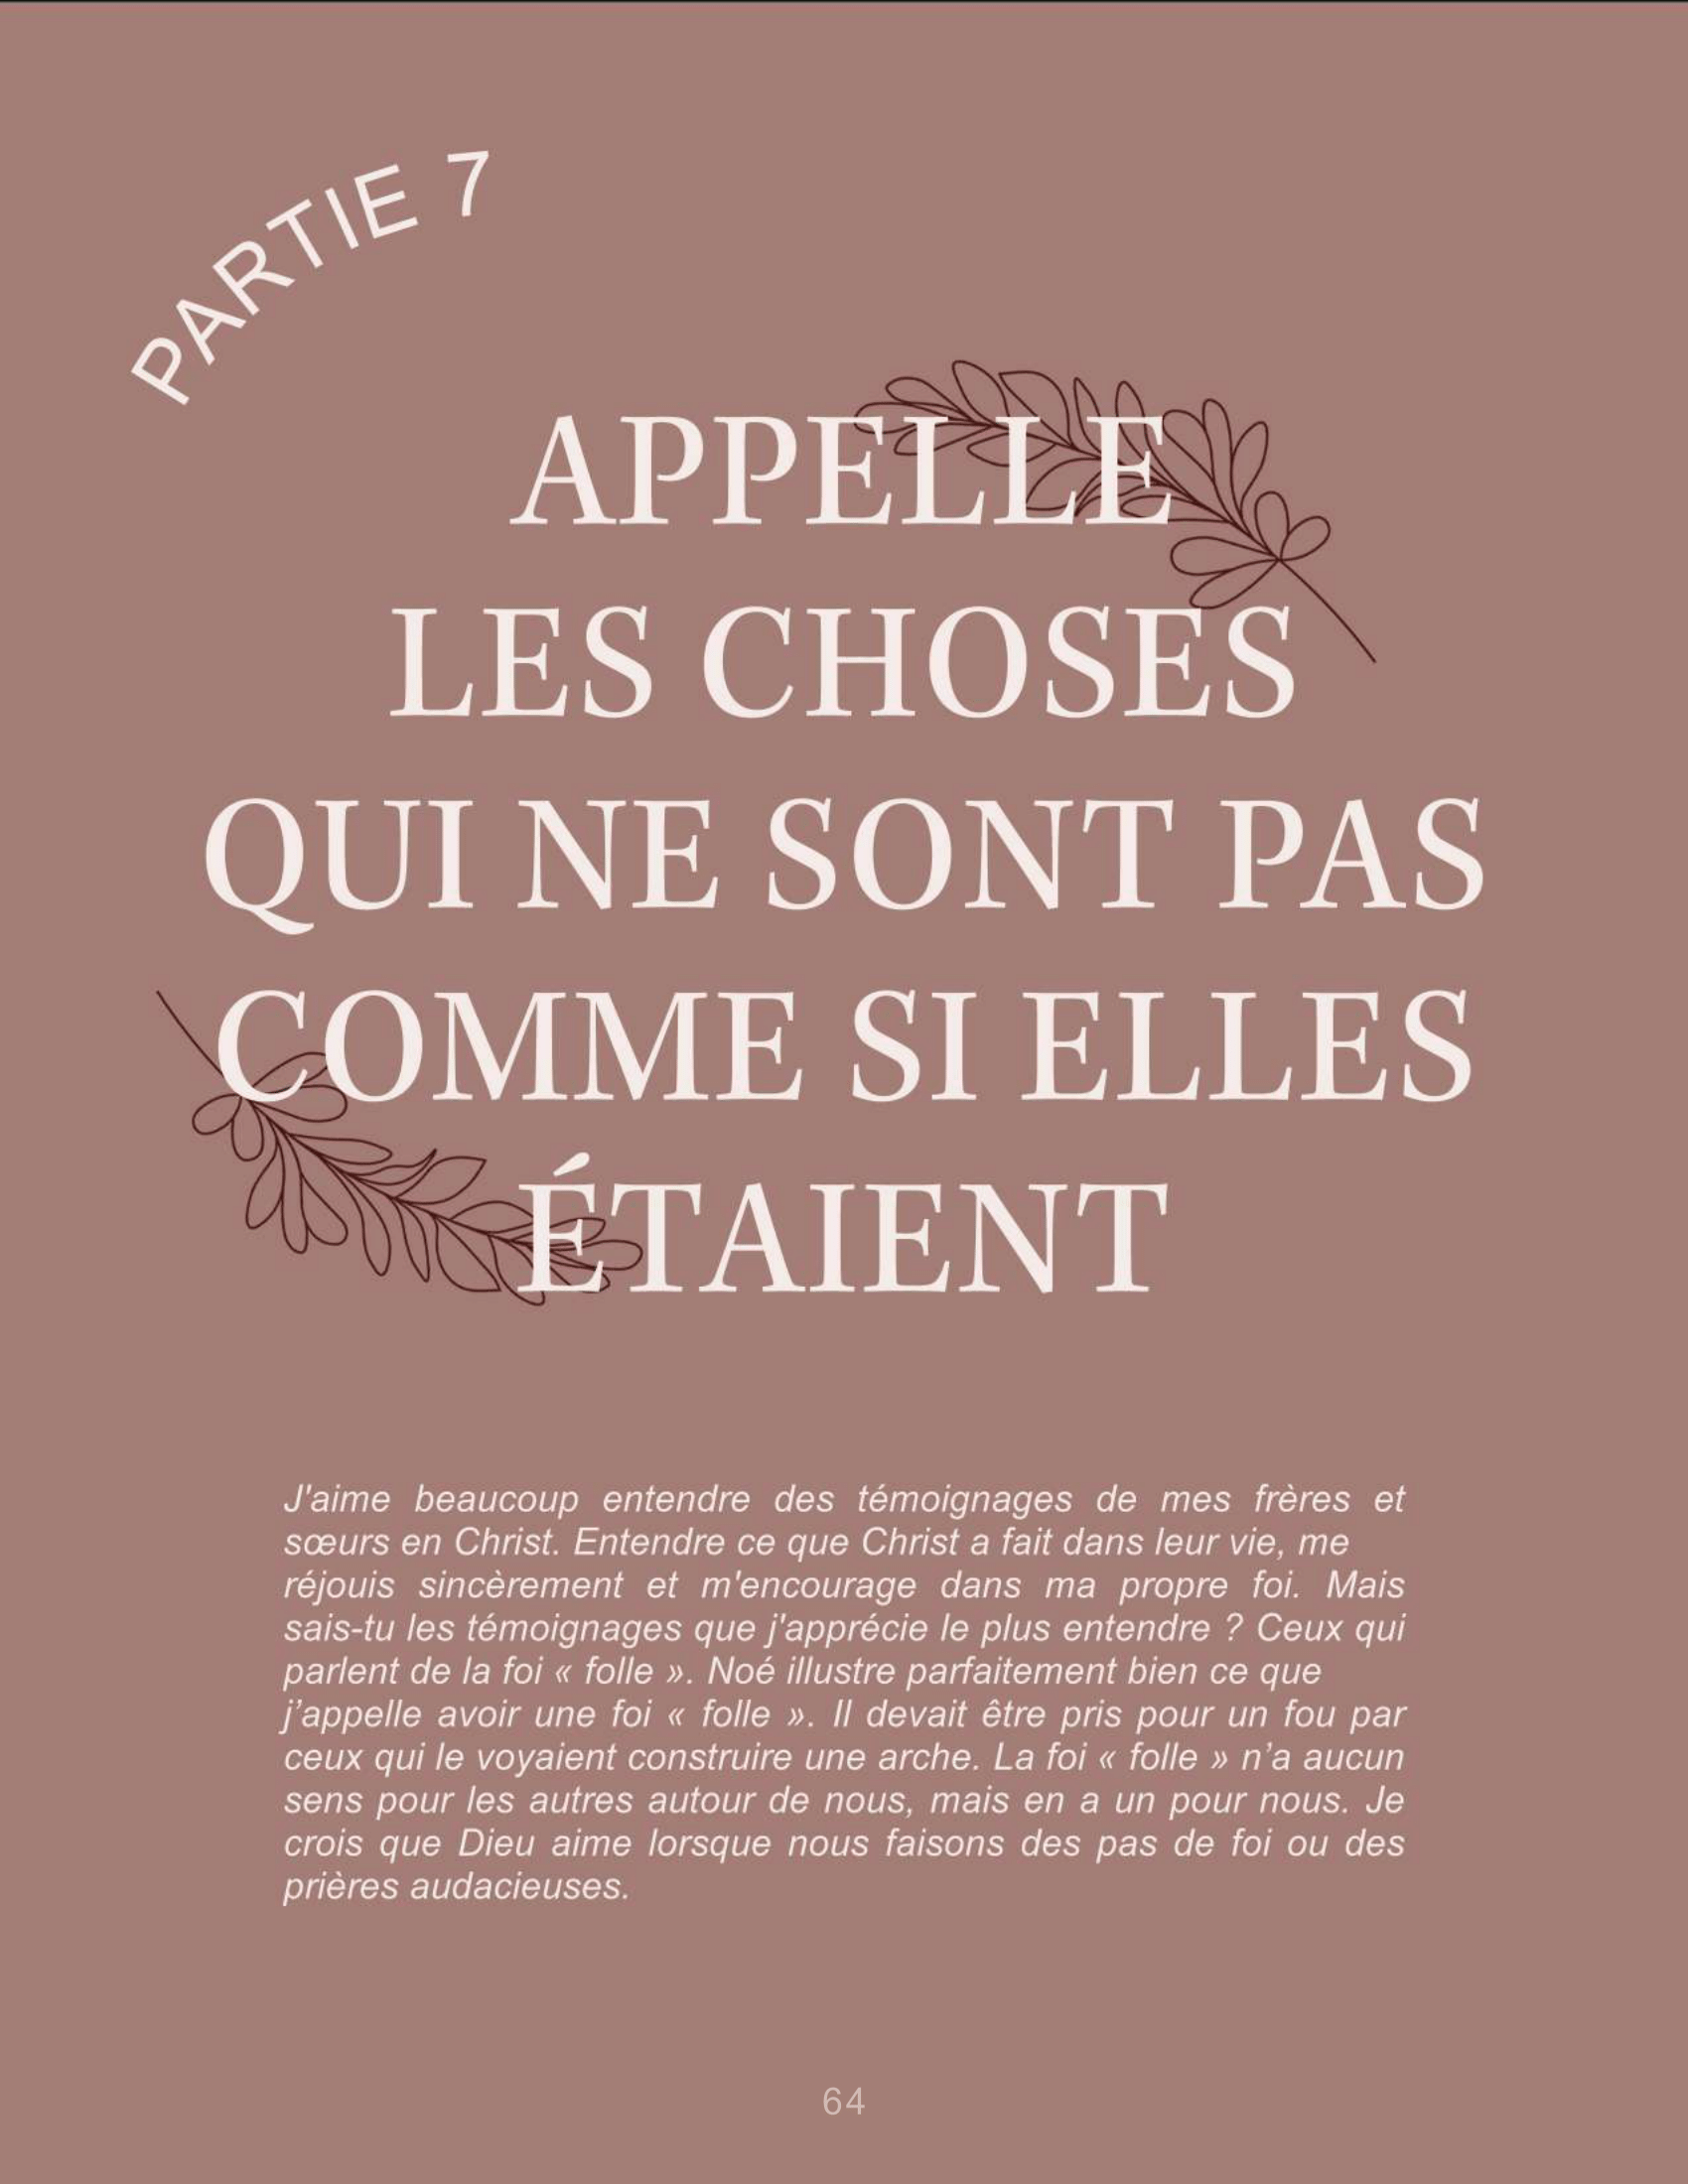 PARTIE 7
APPELLE
LES CHOSES
QUI NE SONT PAS
COMME SI ELLES
ÉTAIENT
J'aime beaucoup entendre des témoignages de mes frères et
sœurs en Christ. Entendre ce que Christ a fait dans leur vie, me
réjouis sincèrement et m'encourage dans ma propre foi. Mais
sais-tu les témoignages que j'apprécie le plus entendre ? Ceux qui
parlent de la foi « folle ». Noé illustre parfaitement bien ce que
j’appelle avoir une foi « folle ». Il devait être pris pour un fou par
ceux qui le voyaient construire une arche. La foi « folle » n’a aucun
sens pour les autres autour de nous, mais en a un pour nous. Je
crois que Dieu aime lorsque nous faisons des pas de foi ou des
prières audacieuses.
64